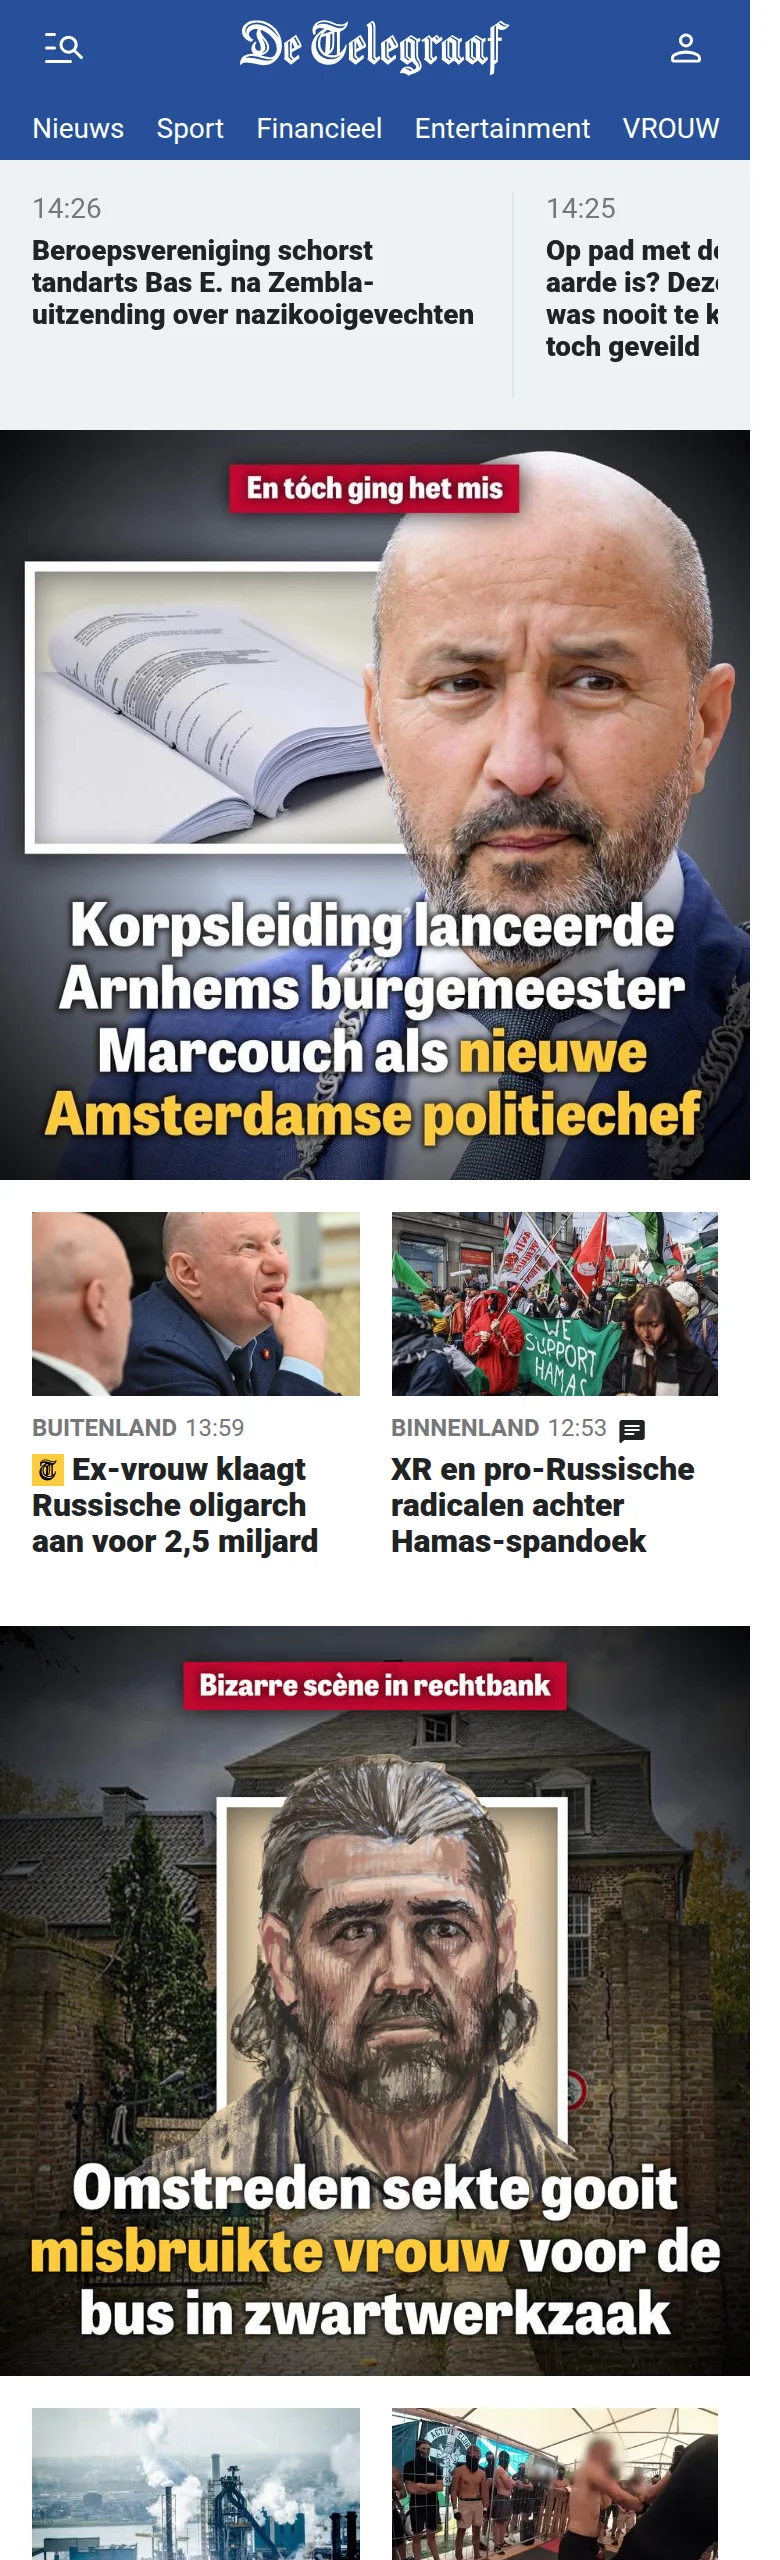 De Telegraaf
Nieuws Sport Financieel Entertainment VROUW
14:26
Beroepsvereniging schorst
tandarts Bas E. na Zembla-
uitzending over nazikooigevechten
14:25
Op pad met d
aarde is? Dez
was nooit te k
toch geveild
En tóch ging het mis
Korpsleiding lanceerde
Arnhems burgemeester
Marcouch als nieuwe
Amsterdamse politiechef
WE
SUPPORT
HAMAS
BUITENLAND 13:59
Ex-vrouw klaagt
Russische oligarch
aan voor 2,5 miljard
BINNENLAND 12:53
XR en pro-Russische
radicalen achter
Hamas-spandoek
Bizarre scène in rechtbank
Omstreden sekte gooit
misbruikte vrouw voor de
bus in zwartwerkzaak
ACTIVE CLUB